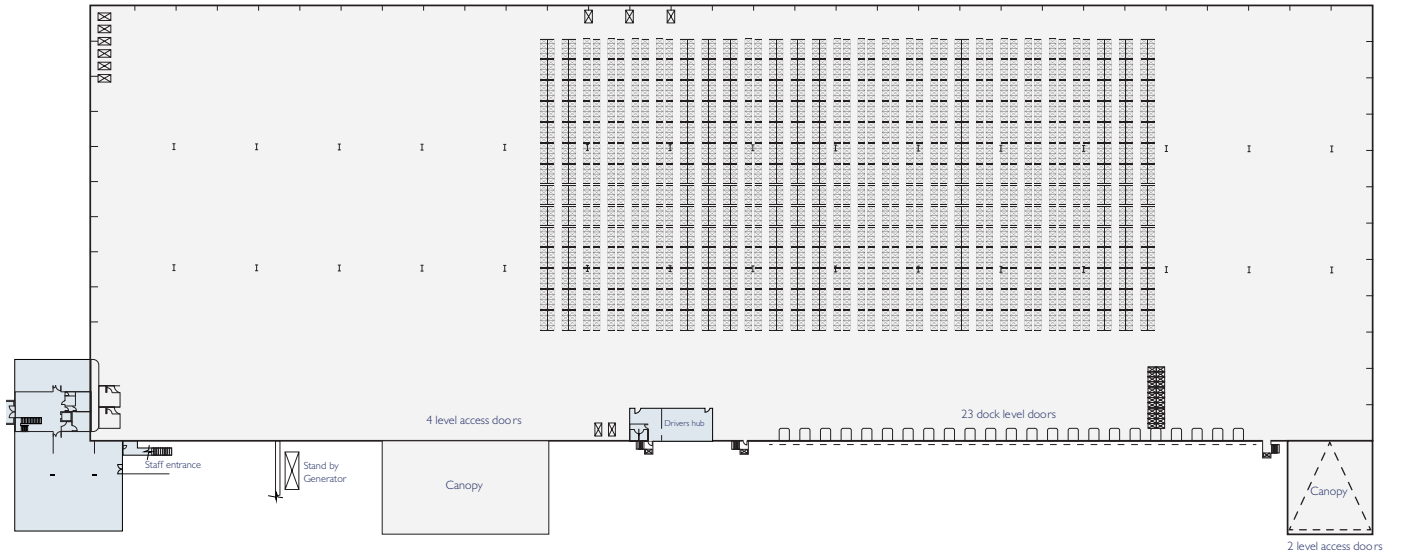 4 level access doors
Drivers hub
23 dock level doors
Staff entrance
Stand by
Generator
Canopy
Canopy
2 level access doors